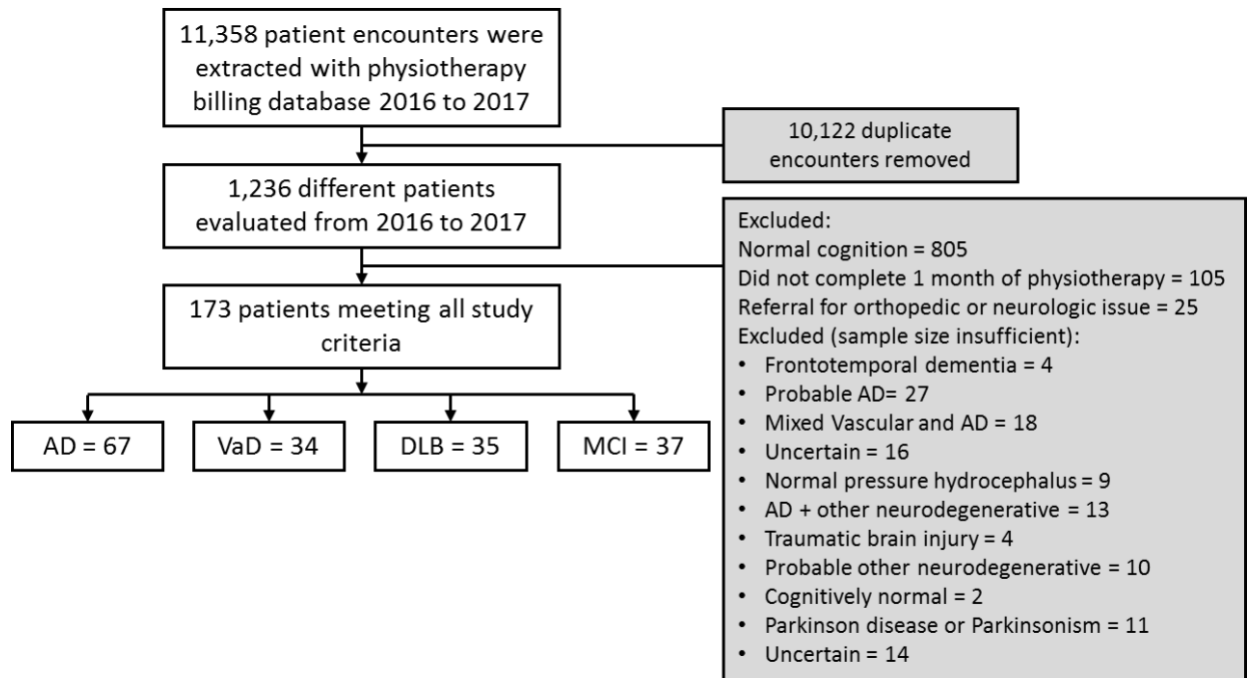 11,358 patient encounters were
extracted with physiotherapy
billing database 2016 to 2017
10,122 duplicate
encounters removed
1,236 different patients
evaluated from 2016 to 2017
Excluded:
Normal cognition = 805
Did not complete 1 month of physiotherapy = 105
Referral for orthopedic or neurologic issue = 25
Excluded (sample size insufficient):
• Frontotemporal dementia = 4
• Probable AD= 27
• Mixed Vascular and AD = 18
• Uncertain = 16
• Normal pressure hydrocephalus = 9
• AD + other neurodegenerative = 13
• Traumatic brain injury = 4
• Probable other neurodegenerative = 10
• Cognitively normal = 2
• Parkinson disease or Parkinsonism = 11
• Uncertain = 14
173 patients meeting all study
criteria
AD = 67
VaD = 34
DLB = 35
MCI = 37